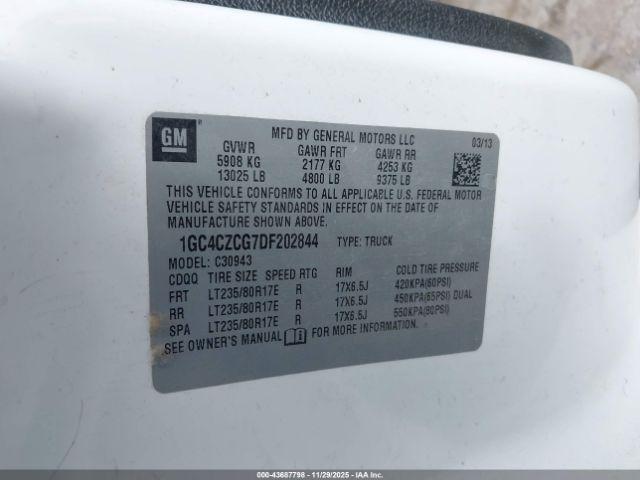 GM ®
MFD BY GENERAL MOTORS LLC 03/13
GVWR GAWR FRT GAWR RR
5908 KG 2177 KG 4253 KG
13025 LB 4800 LB 9375 LB
THIS VEHICLE CONFORMS TO ALL APPLICABLE U.S. FEDERAL MOTOR
VEHICLE SAFETY STANDARDS IN EFFECT ON THE DATE OF
MANUFACTURE SHOWN ABOVE.
1GC4CZCG7DF202844 TYPE: TRUCK
MODEL: C30943
CDQQ TIRE SIZE SPEED RTG RIM COLD TIRE PRESSURE
FRT LT235/80R17E R 17X6.5J 420KPA(60PSI)
RR LT235/80R17E R 17X6.5J 450KPA(65PSI) DUAL
SPA LT235/80R17E R 17X6.5J 550KPA(80PSI)
SEE OWNER'S MANUAL FOR MORE INFORMATION.
000-43687798 - 11/29/2025 - IAAI.COM